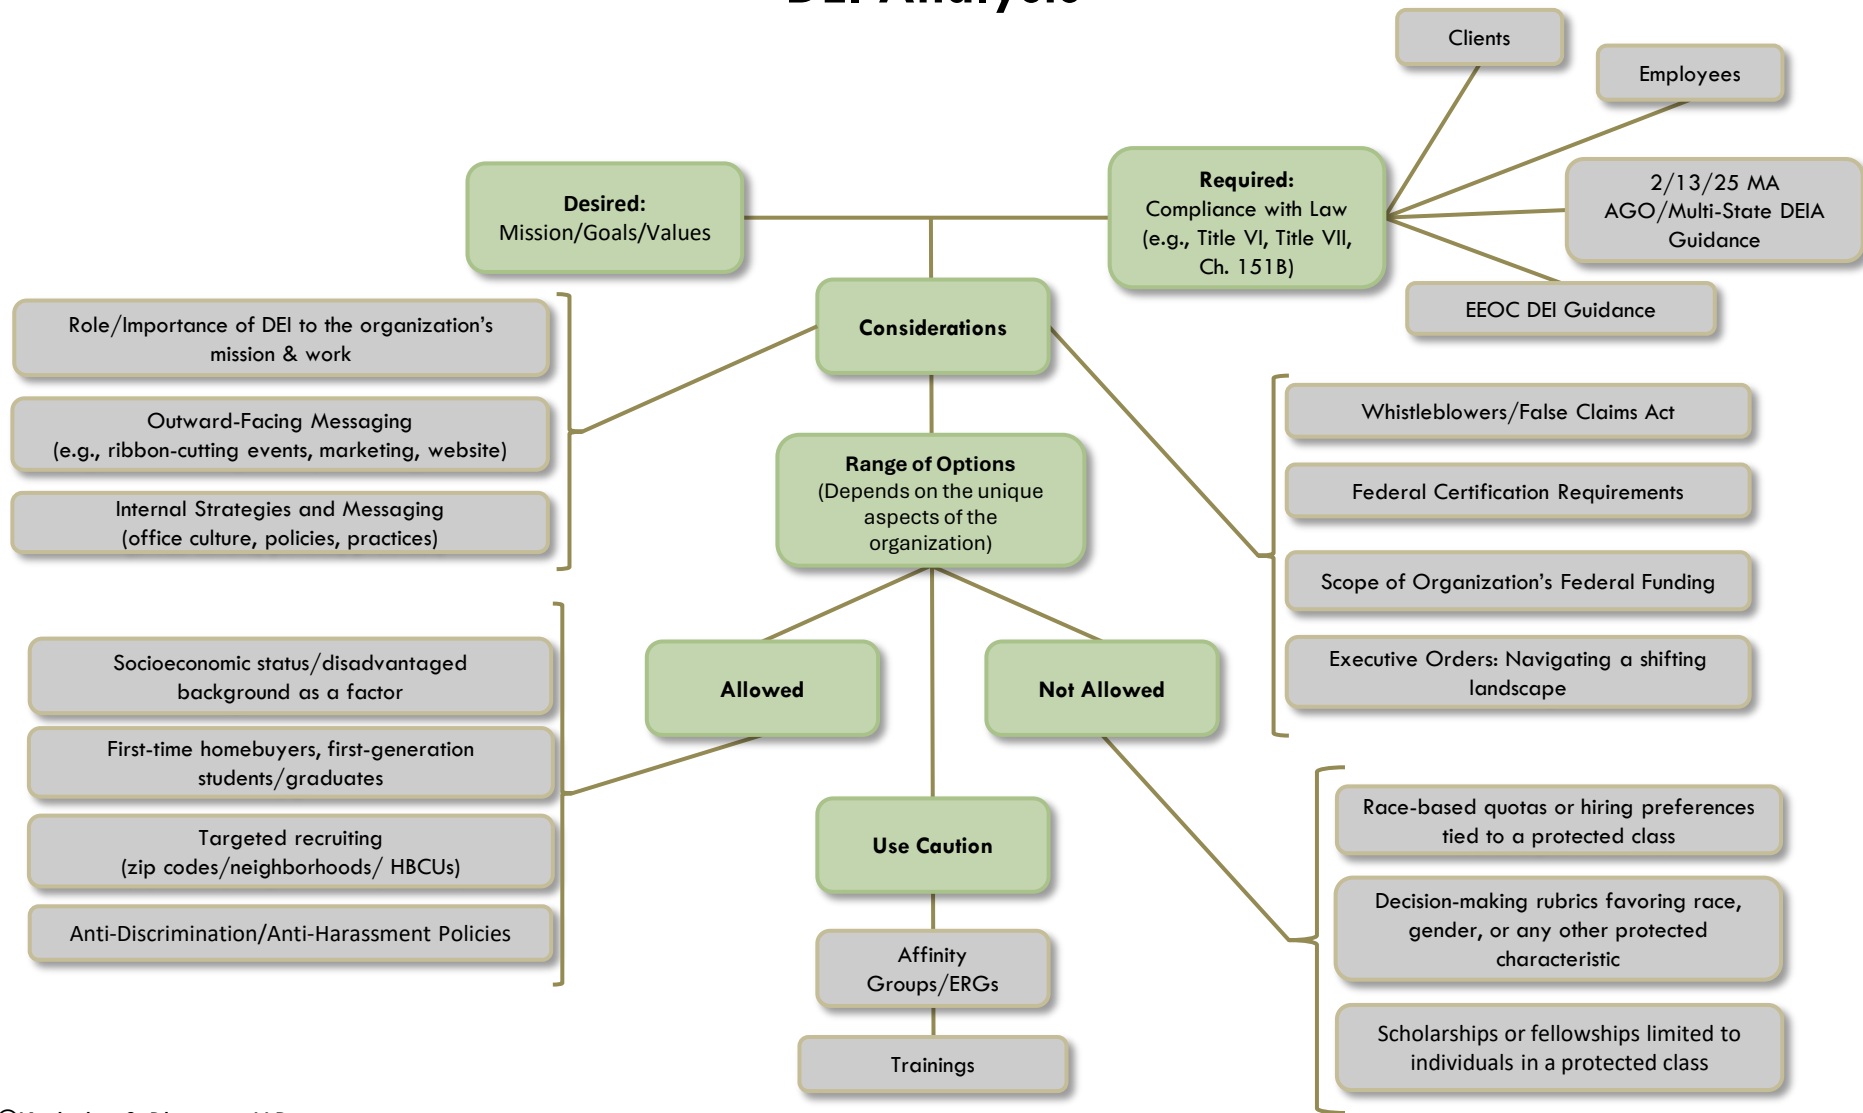 DEI Analysis
Clients
Employees
Desired:
Mission/Goals/Values
Required:
Compliance with Law
(e.g., Title VI, Title VII,
Ch. 151B)
2/13/25 MA
AGO/Multi-State DEIA
Guidance
EEOC DEI Guidance
Considerations
Role/Importance of DEI to the organization's
mission & work
Outward-Facing Messaging
(e.g., ribbon-cutting events, marketing, website)
Internal Strategies and Messaging
(office culture, policies, practices)
Whistleblowers/False Claims Act
Federal Certification Requirements
Scope of Organization's Federal Funding
Executive Orders: Navigating a shifting
landscape
Range of Options
(Depends on the unique
aspects of the
organization)
Allowed
Not Allowed
Socioeconomic status/disadvantaged
background as a factor
First-time homebuyers, first-generation
students/graduates
Targeted recruiting
(zip codes/neighborhoods/ HBCUs)
Anti-Discrimination/Anti-Harassment Policies
Use Caution
Affinity
Groups/ERGs
Trainings
Race-based quotas or hiring preferences
tied to a protected class
Decision-making rubrics favoring race,
gender, or any other protected
characteristic
Scholarships or fellowships limited to
individuals in a protected class